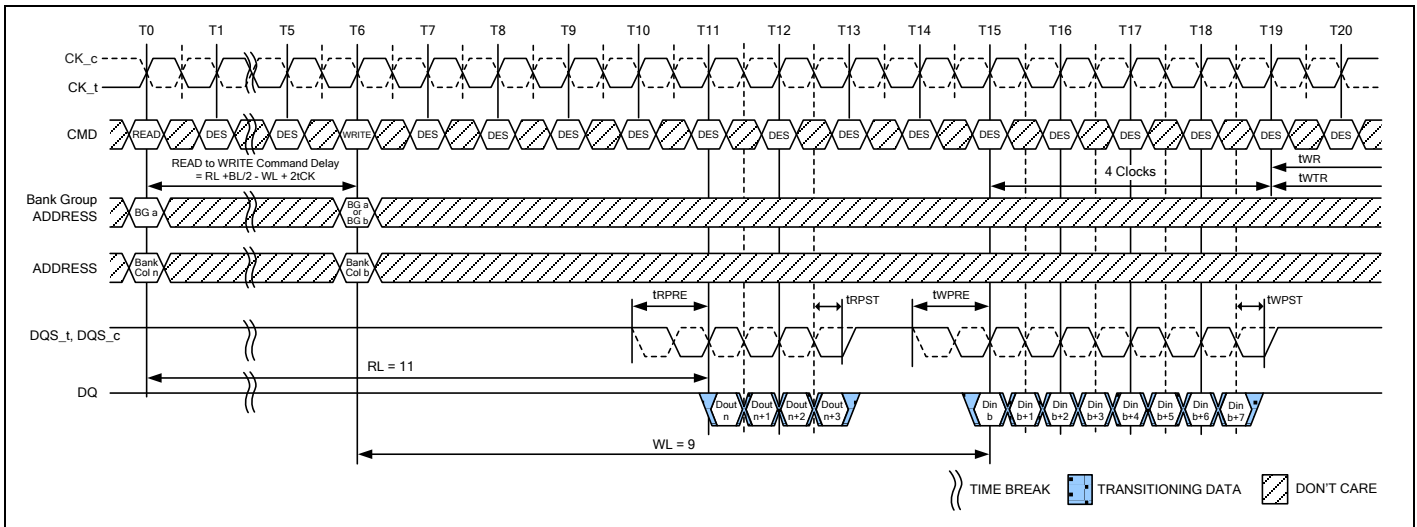 T0 T1 T5 T6 T7 T8 T9 T10 T11 T12 T13 T14 T15 T16 T17 T18 T19 T20
CK_c
CK_t
CMD READ DES DES WRITE DES DES DES DES DES DES DES DES DES DES DES DES DES DES
READ to WRITE Command Delay
= RL +BL/2 - WL + 2tCK
4 Clocks
tWR
tWTR
Bank Group
ADDRESS
BG a
BG a
or
BG b
ADDRESS
Bank
Col n
Bank
Col b
tRPRE tRPST tWPRE tWPST
DQS_t, DQS_c
RL = 11
DQ
Dout
n
Dout
n+1
Dout
n+2
Dout
n+3
Din
b
Din
b+1
Din
b+2
Din
b+3
Din
b+4
Din
b+5
Din
b+6
Din
b+7
WL = 9
TIME BREAK TRANSITIONING DATA DON'T CARE